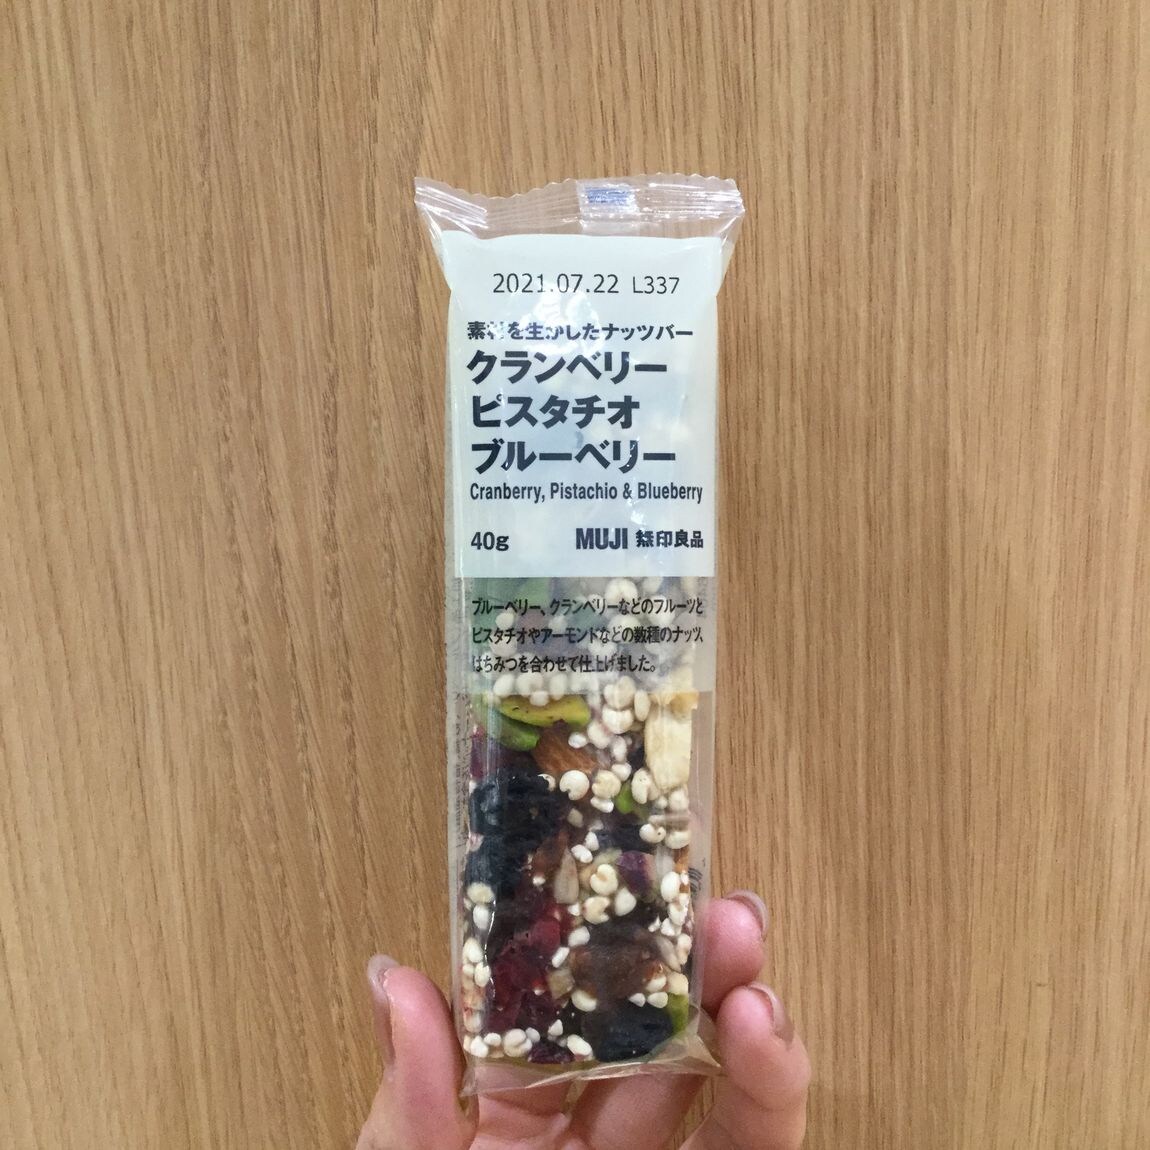 2021.07.22 L337
素材を生かしたナッツバー
クランベリー
ピスタチオ
ブルーベリー
Cranberry, Pistachio & Blueberry
40g MUJI 無印良品
ブルーベリー、クランベリーなどのフルーツと
ピスタチオやアーモンドなどの数種のナッツ、
はちみつを合わせて仕上げました。